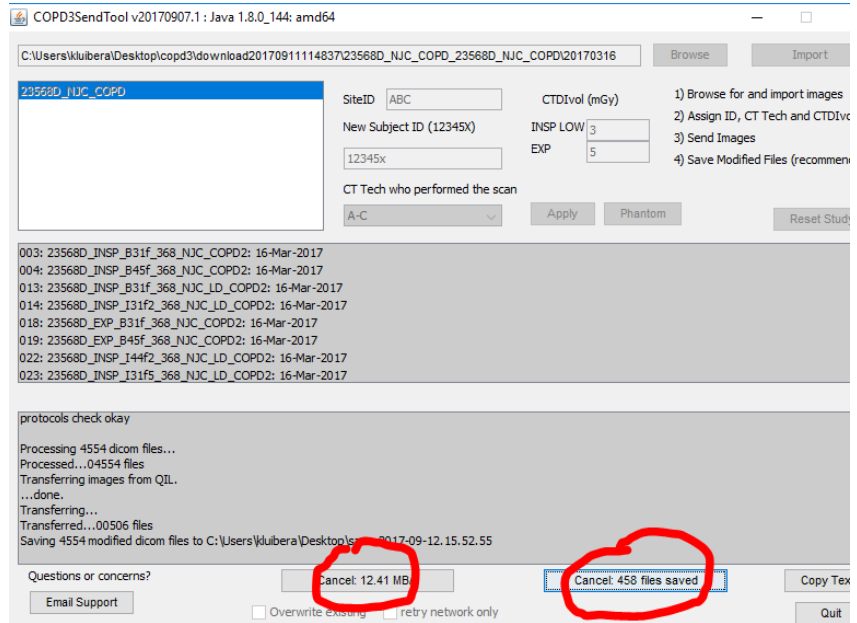 COPD3SendTool v20170907.1 : Java 1.8.0_144: amd64
C:\Users\kluibera\Desktop\copd3\download20170911114837\23568D_NJC_COPD_23568D_NJC_COPD\20170316
Browse
Import
23568D_NJC_COPD
SiteID
ABC
CTDIvol (mGy)
New Subject ID (12345X)
INSP LOW
3
12345x
EXP
5
CT Tech who performed the scan
A-C
Apply
Phantom
1) Browse for and import images
2) Assign ID, CT Tech and CTDIvo
3) Send Images
4) Save Modified Files (recommen
Reset Study
003: 23568D_INSP_B31f_368_NJC_COPD2: 16-Mar-2017
004: 23568D_INSP_B45f_368_NJC_COPD2: 16-Mar-2017
013: 23568D_INSP_B31f_368_NJC_LD_COPD2: 16-Mar-2017
014: 23568D_INSP_I31f2_368_NJC_LD_COPD2: 16-Mar-2017
018: 23568D_EXP_B31f_368_NJC_COPD2: 16-Mar-2017
019: 23568D_EXP_B45f_368_NJC_COPD2: 16-Mar-2017
022: 23568D_INSP_I44f2_368_NJC_LD_COPD2: 16-Mar-2017
023: 23568D_INSP_I31f5_368_NJC_LD_COPD2: 16-Mar-2017
protocols check okay
Processing 4554 dicom files...
Processed...04554 files
Transferring images from QIL.
...done.
Transferring...
Transferred...00506 files
Saving 4554 modified dicom files to C:\Users\kluibera\Desktop\ 2017-09-12.15.52.55
Questions or concerns?
Email Support
Cancel: 12.41 MB
Cancel: 458 files saved
Copy Tex
Overwrite existing
retry network only
Quit